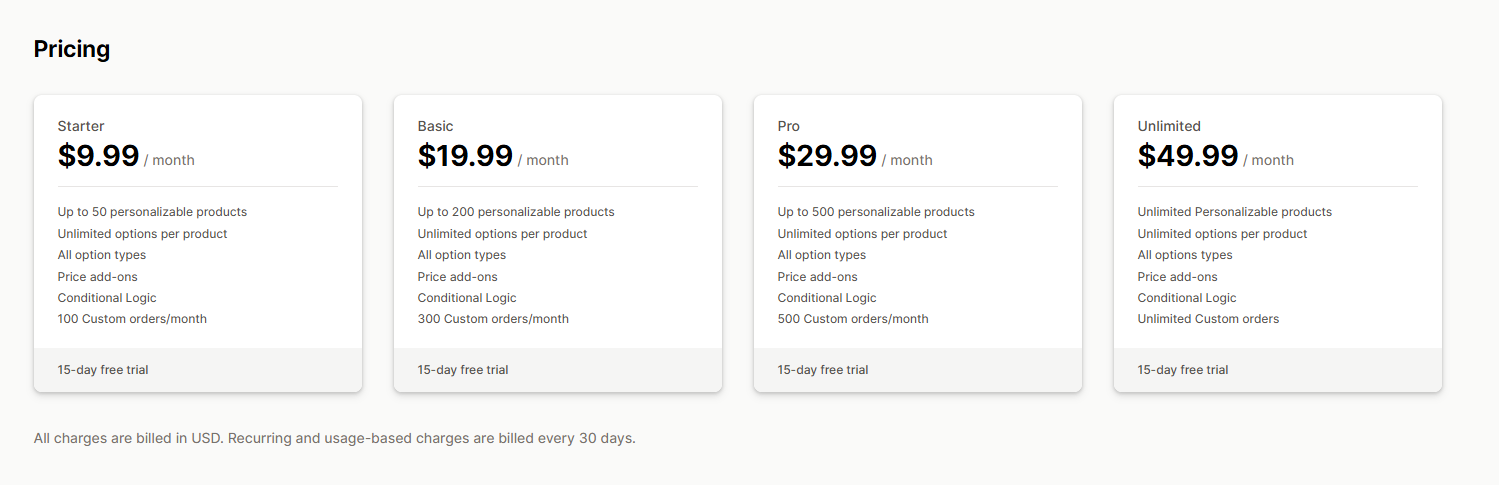 Pricing
Starter
$9.99 / month
Up to 50 personalizable products
Unlimited options per product
All option types
Price add-ons
Conditional Logic
100 Custom orders/month
15-day free trial
Basic
$19.99 / month
Up to 200 personalizable products
Unlimited options per product
All option types
Price add-ons
Conditional Logic
300 Custom orders/month
15-day free trial
Pro
$29.99 / month
Up to 500 personalizable products
Unlimited options per product
All option types
Price add-ons
Conditional Logic
500 Custom orders/month
15-day free trial
Unlimited
$49.99 / month
Unlimited Personalizable products
Unlimited options per product
All options types
Price add-ons
Conditional Logic
Unlimited Custom orders
15-day free trial
All charges are billed in USD. Recurring and usage-based charges are billed every 30 days.